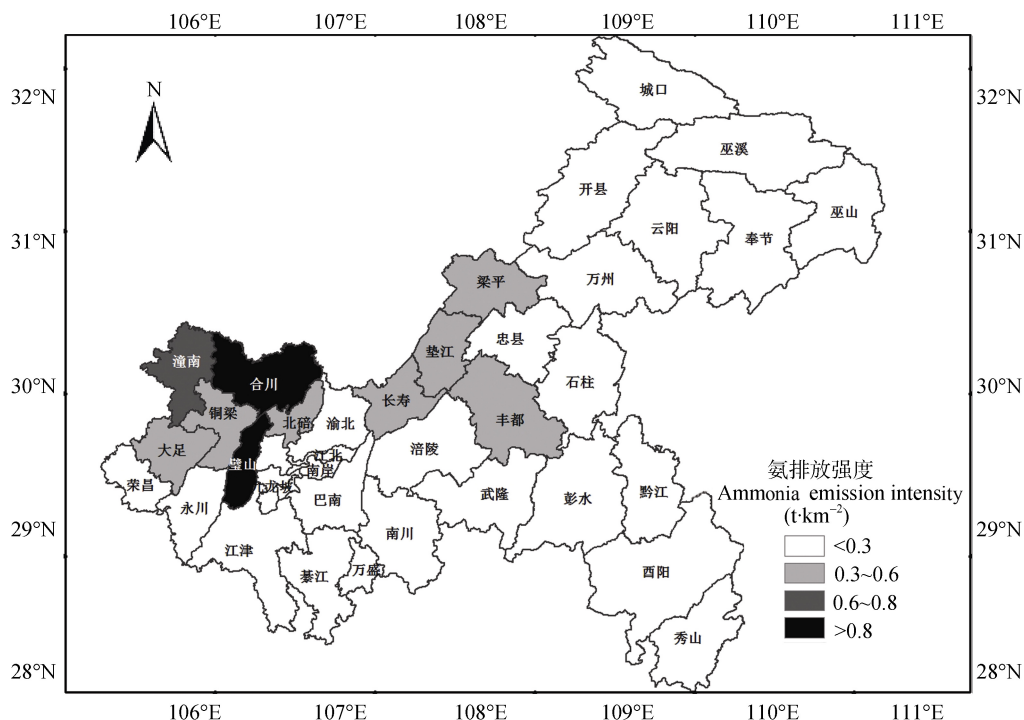 106°E 107°E 108°E 109°E 110°E 111°E
32°N 32°N
N
城口
巫溪
开县
巫山
云阳
奉节
31°N 31°N
梁平
万州
忠县
垫江
潼南
30°N 30°N
合川
石柱
长寿
铜梁
北碚
渝北
丰都
大足
涪陵
江北
璧山
南岸
荣昌
武隆
彭水
黔江
永川
巴南
29°N 29°N
南川
江津
万盛
綦江
酉阳
秀山
28°N 28°N
氨排放强度
Ammonia emission intensity
(t·km⁻²)
<0.3
0.3~0.6
0.6~0.8
>0.8
106°E 107°E 108°E 109°E 110°E 111°E